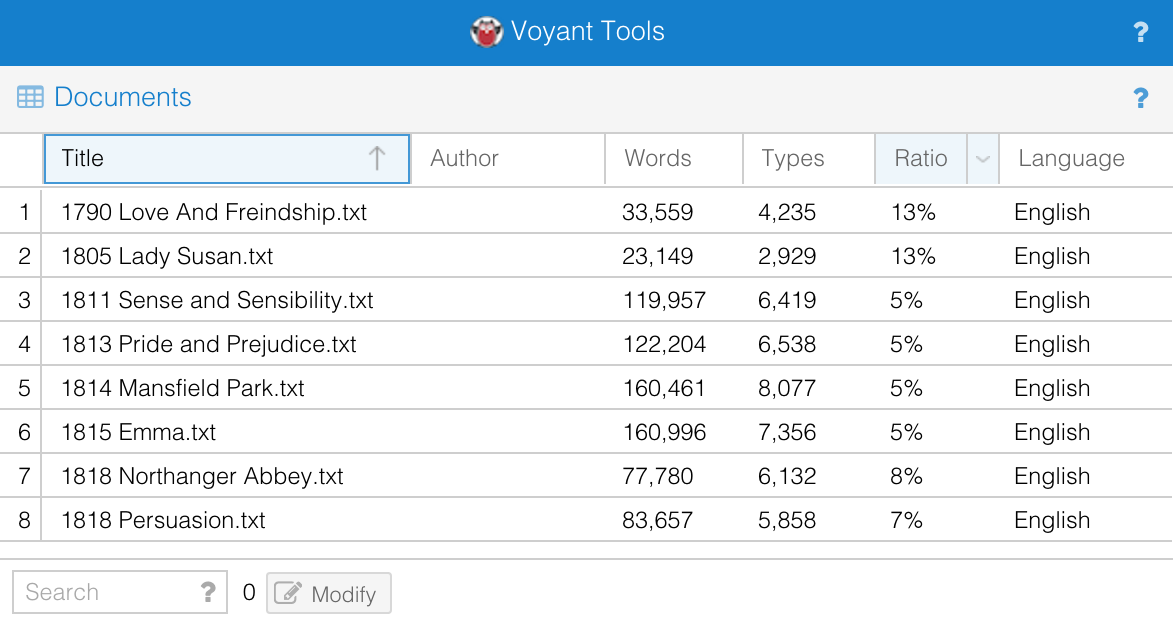 Voyant Tools ?
Documents ?
Title Author Words Types Ratio Language
1 1790 Love And Freindship.txt 33,559 4,235 13% English
2 1805 Lady Susan.txt 23,149 2,929 13% English
3 1811 Sense and Sensibility.txt 119,957 6,419 5% English
4 1813 Pride and Prejudice.txt 122,204 6,538 5% English
5 1814 Mansfield Park.txt 160,461 8,077 5% English
6 1815 Emma.txt 160,996 7,356 5% English
7 1818 Northanger Abbey.txt 77,780 6,132 8% English
8 1818 Persuasion.txt 83,657 5,858 7% English
Search ? 0 Modify